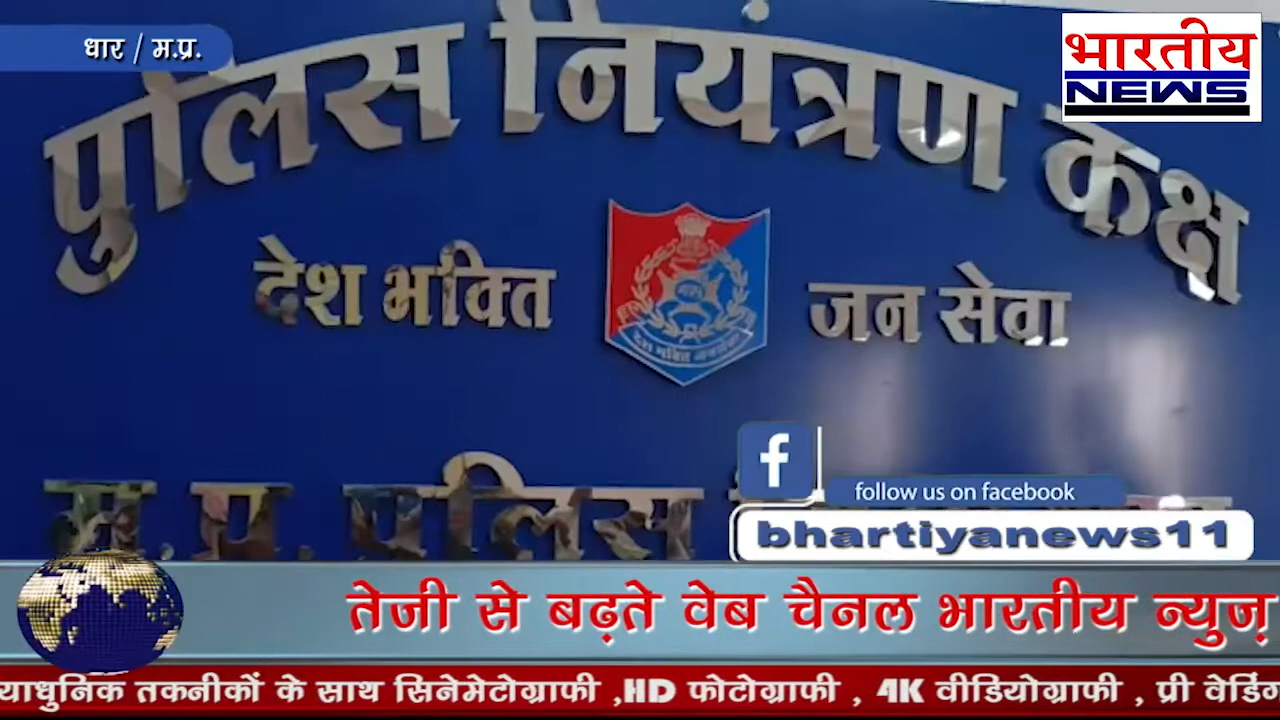 धार / म.प्र.
भारतीय
NEWS
पुलिस नियंत्रण कक्ष
देश भक्ति
जन सेवा
म.प्र.पुलिस
follow us on facebook
bhartiyanews11
तेजी से बढ़ते वेब चैनल भारतीय न्युज़
याधुनिक तकनीकों के साथ सिनेमेटोग्राफी ,HD फोटोग्राफी , 4K वीडियोग्राफी , प्री वेडिंग